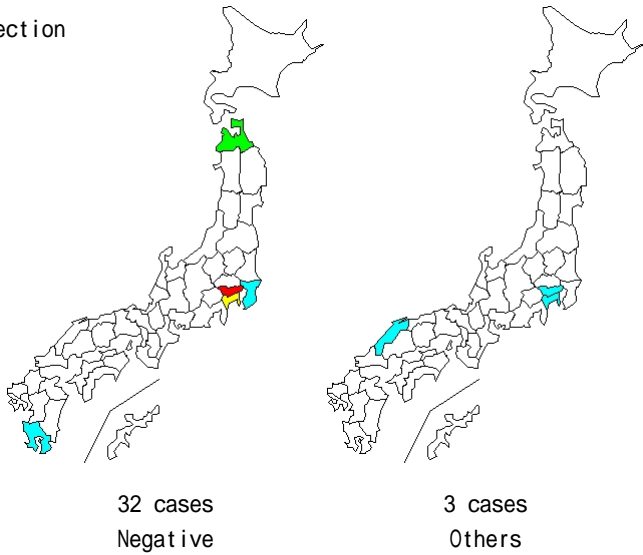 ection
32 cases
3 cases
Negative
Others